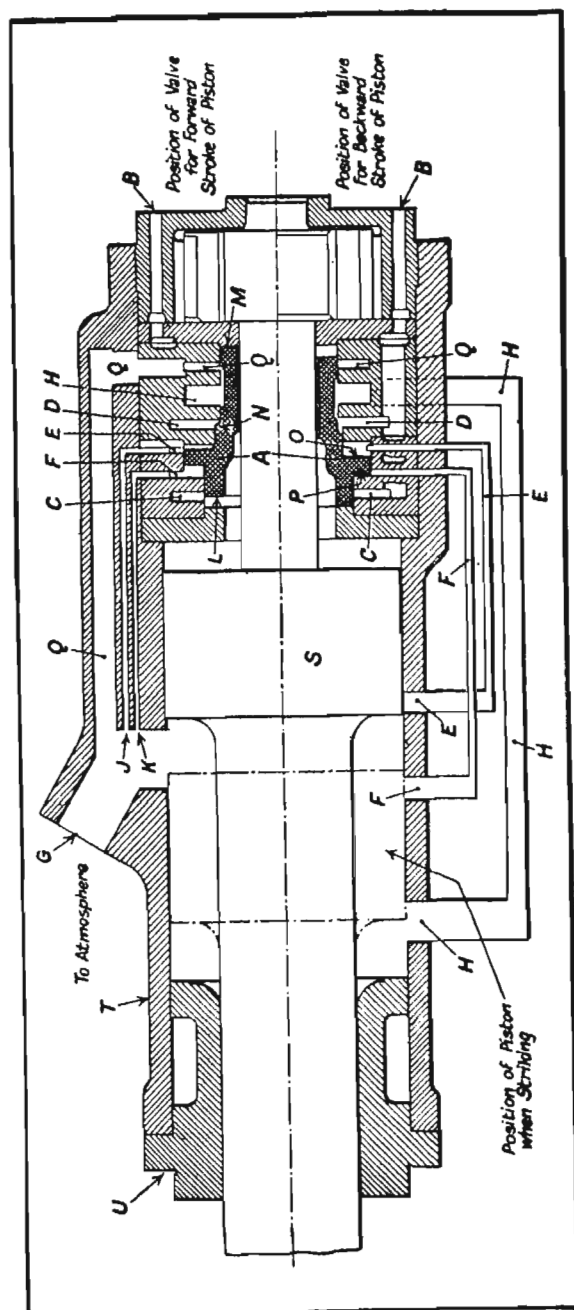 U
T
To Atmosphere
G
J
K
Q
C
F
E
D
H
Q
B
Position of Valve
for Forward
Stroke of Piston
L
P
A
O
N
Q
M
S
Position of Valve
for Backward
Stroke of Piston
C
D
Q
B
H
F
E
F
E
H
H
Position of Piston
when Striking